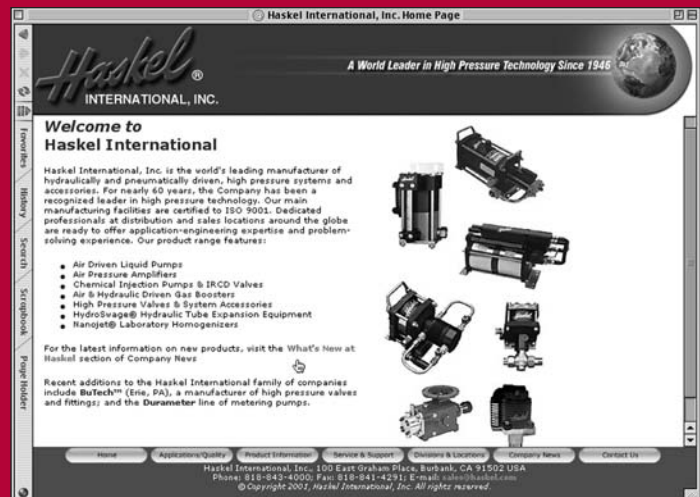 Haskel International, Inc. Home Page
Haskel ®
INTERNATIONAL, INC.
A World Leader in High Pressure Technology Since 1946
Favorites
History
Search
Scrapbook
Page Holder
Welcome to
Haskel International
Haskel International, Inc. is the world's leading manufacturer of
hydraulically and pneumatically driven, high pressure systems and
accessories. For nearly 60 years, the Company has been a
recognized leader in high pressure technology. Our main
manufacturing facilities are certified to ISO 9001. Dedicated
professionals at distribution and sales locations around the globe
are ready to offer application-engineering expertise and problem-
solving experience. Our product range features:
• Air Driven Liquid Pumps
• Air Pressure Amplifiers
• Chemical Injection Pumps & IRCD Valves
• Air & Hydraulic Driven Gas Boosters
• High Pressure Valves & System Accessories
• HydroSwage® Hydraulic Tube Expansion Equipment
• Nanojet® Laboratory Homogenizers
For the latest information on new products, visit the What's New at
Haskel section of Company News
Recent additions to the Haskel International family of companies
include BuTech™ (Erie, PA), a manufacturer of high pressure valves
and fittings; and the Durameter line of metering pumps.
Home Applications/Quality Product Information Service & Support Divisions & Locations Company News Contact Us
Haskel International, Inc., 100 East Graham Place, Burbank, CA 91502 USA
Phone: 818-843-4000; Fax: 818-841-4291; E-mail: sales@haskel.com
© Copyright 2001, Haskel International, Inc. All rights reserved.